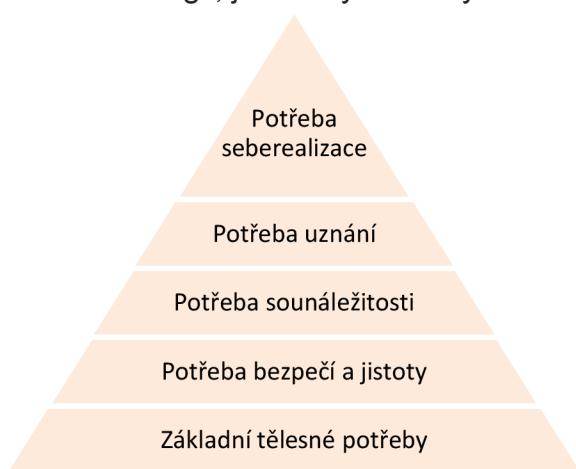 Potřeba
seberealizace
Potřeba uznání
Potřeba sounáležitosti
Potřeba bezpečí a jistoty
Základní tělesné potřeby